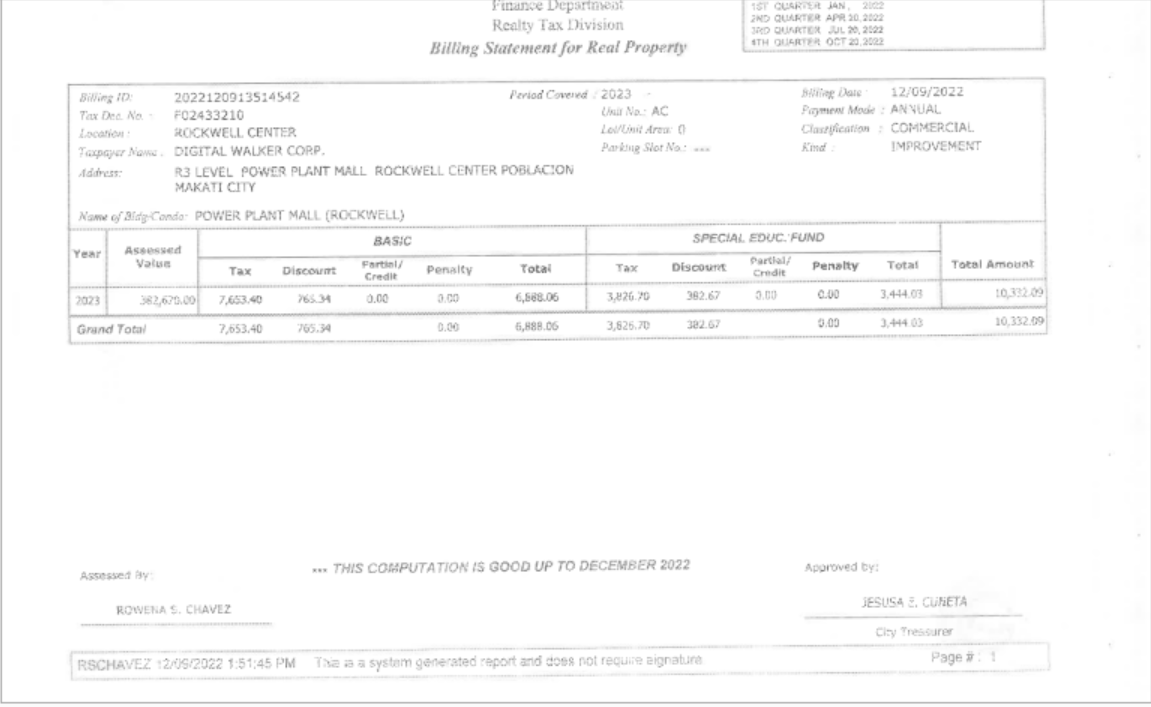 Finance Department
Realty Tax Division
Billing Statement for Real Property
1ST QUARTER JAN , 2022
2ND QUARTER APR 20,2022
3RD QUARTER JUL 20,2022
4TH QUARTER OCT 20,2022
Billing ID: 2022120913514542 Period Covered : 2023 - Billing Date : 12/09/2022
Tax Dec. No. : F02433210 Unit No.: AC Payment Mode : ANNUAL
Location : ROCKWELL CENTER Lot/Unit Area: 0 Classification : COMMERCIAL
Taxpayer Name : DIGITAL WALKER CORP. Parking Slot No.: --- Kind : IMPROVEMENT
Address: R3 LEVEL POWER PLANT MALL ROCKWELL CENTER POBLACION
MAKATI CITY
Name of Bldg/Condo: POWER PLANT MALL (ROCKWELL)
Year Assessed Value BASIC SPECIAL EDUC. FUND Total Amount
Tax Discount Partial/Credit Penalty Total Tax Discount Partial/Credit Penalty Total
2023 382,670.00 7,653.40 765.34 0.00 0.00 6,888.06 3,826.70 382.67 0.00 0.00 3,444.03 10,332.09
Grand Total 7,653.40 765.34 0.00 6,888.06 3,826.70 382.67 0.00 3,444.03 10,332.09
*** THIS COMPUTATION IS GOOD UP TO DECEMBER 2022
Assessed By: Approved by:
ROWENA S. CHAVEZ JESUSA E. CUNETA
City Treasurer
RSCHAVEZ 12/09/2022 1:51:45 PM This is a system generated report and does not require signature Page # : 1